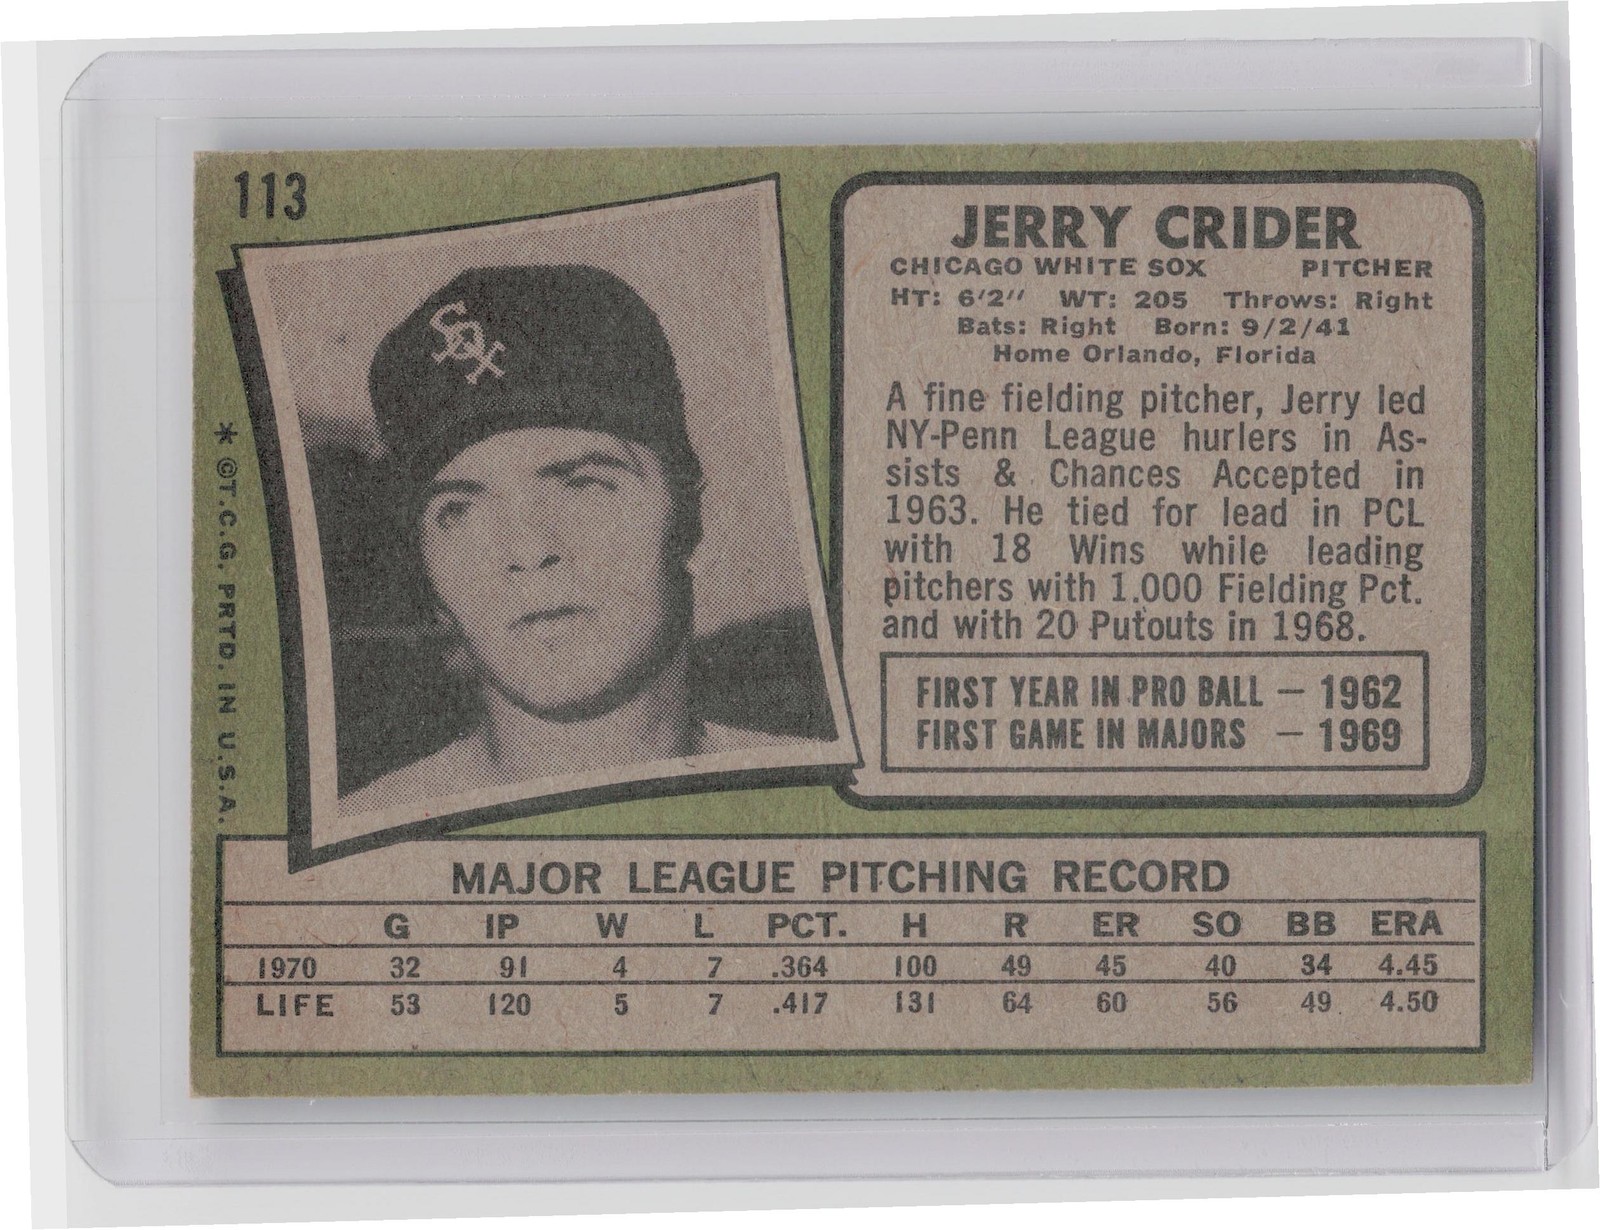 113
JERRY CRIDER
CHICAGO WHITE SOX PITCHER
HT: 6'2" WT: 205 Throws: Right
Bats: Right Born: 9/2/41
Home Orlando, Florida
A fine fielding pitcher, Jerry led
NY-Penn League hurlers in As-
sists & Chances Accepted in
1963. He tied for lead in PCL
with 18 Wins while leading
pitchers with 1.000 Fielding Pct.
and with 20 Putouts in 1968.
FIRST YEAR IN PRO BALL — 1962
FIRST GAME IN MAJORS — 1969
SOX
* ©T.C.G. PRTD. IN U.S.A.
MAJOR LEAGUE PITCHING RECORD
G IP W L PCT. H R ER SO BB ERA
1970 32 91 4 7 .364 100 49 45 40 34 4.45
LIFE 53 120 5 7 .417 131 64 60 56 49 4.50